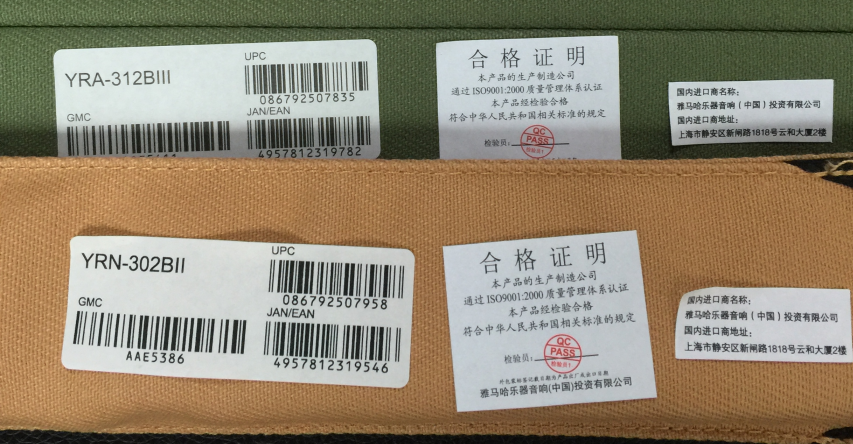 YRA-312BIII
UPC
086792507835
GMC
JAN/EAN
4957812319782
合格证明
本产品的生产制造公司
通过ISO9001:2000质量管理体系认证
本产品经检验合格
符合中华人民共和国相关标准的规定
QC
PASS
检验员1
检验员:
国内进口商名称:
雅马哈乐器音响(中国)投资有限公司
国内进口商地址:
上海市静安区新闸路1818号云和大厦2楼
YRN-302BII
UPC
086792507958
GMC
JAN/EAN
AAE5386
4957812319546
合格证明
本产品的生产制造公司
通过ISO9001:2000质量管理体系认证
本产品经检验合格
符合中华人民共和国相关标准的规定
QC
PASS
检验员1
检验员:
雅马哈乐器音响(中国)投资有限公司
国内进口商名称:
雅马哈乐器音响(中国)投资有限公司
国内进口商地址:
上海市静安区新闸路1818号云和大厦2楼